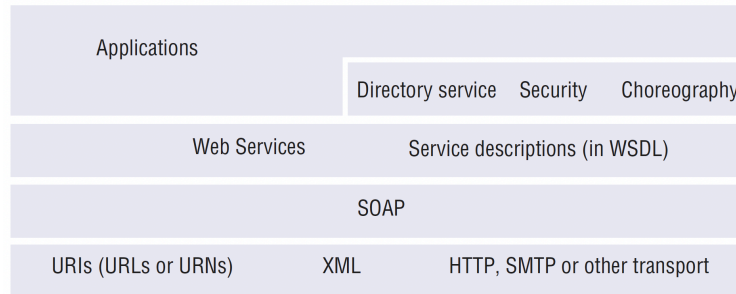 Applications
Directory service Security Choreography
Web Services Service descriptions (in WSDL)
SOAP
URIs (URLs or URNs) XML HTTP, SMTP or other transport